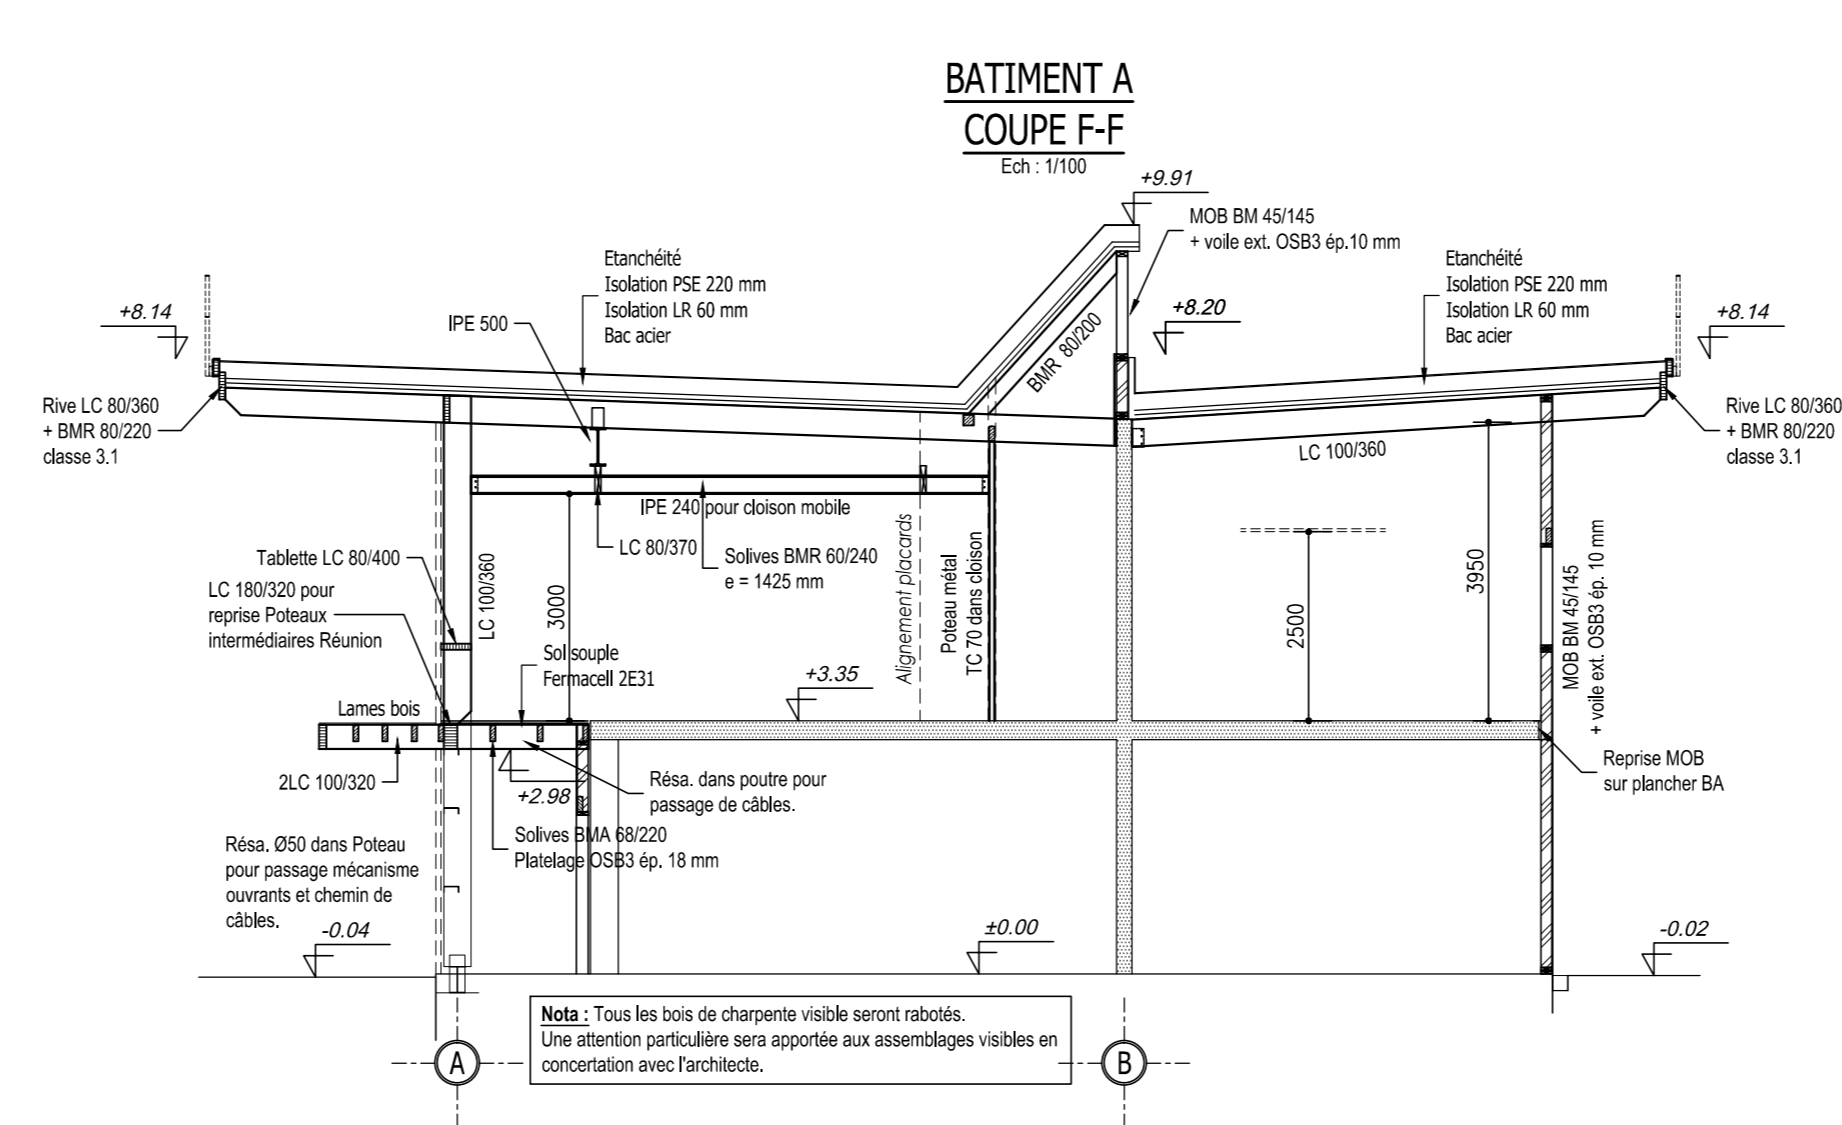 BATIMENT A
COUPE F-F
Ech : 1/100
+9.91
MOB BM 45/145
+ voile ext. OSB3 ép.10 mm
Etanchéité
Isolation PSE 220 mm
Isolation LR 60 mm
Bac acier
Etanchéité
Isolation PSE 220 mm
Isolation LR 60 mm
Bac acier
+8.14
IPE 500
+8.20
+8.14
BMR 80/200
Rive LC 80/360
+ BMR 80/220
classe 3.1
Rive LC 80/360
+ BMR 80/220
classe 3.1
LC 100/360
IPE 240 pour cloison mobile
LC 80/370
Solives BMR 60/240
e = 1425 mm
Tablette LC 80/400
LC 180/320 pour
reprise Poteaux
intermédiaires Réunion
LC 100/360
3000
Alignement placards
Poteau métal
TC 70 dans cloison
2500
3950
MOB BM 45/145
+ voile ext. OSB3 ép. 10 mm
Sol souple
Fermacell 2E31
+3.35
Lames bois
2LC 100/320
+2.98
Résa. dans poutre pour
passage de câbles.
Reprise MOB
sur plancher BA
Solives BMA 68/220
Platelage OSB3 ép. 18 mm
Résa. Ø50 dans Poteau
pour passage mécanisme
ouvrants et chemin de
câbles.
-0.04
±0.00
-0.02
Nota : Tous les bois de charpente visible seront rabotés.
Une attention particulière sera apportée aux assemblages visibles en
concertation avec l'architecte.
A
B